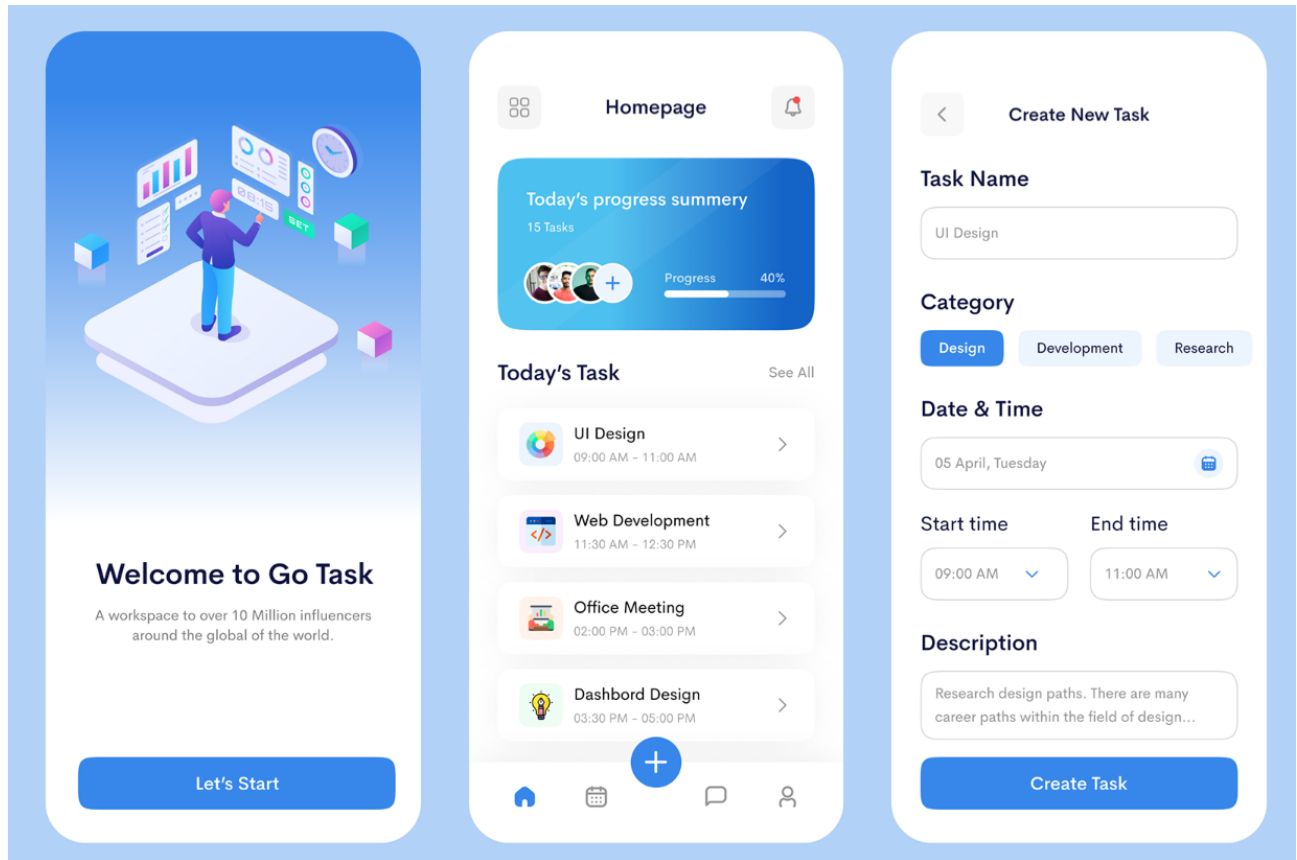 08:15
SET
Welcome to Go Task
A workspace to over 10 Million influencers
around the global of the world.
Let's Start
Homepage
Today's progress summery
15 Tasks
Progress 40%
Today's Task See All
UI Design
09:00 AM - 11:00 AM
Web Development
11:30 AM - 12:30 PM
Office Meeting
02:00 PM - 03:00 PM
Dashbord Design
03:30 PM - 05:00 PM
Create New Task
Task Name
UI Design
Category
Design Development Research
Date & Time
05 April, Tuesday
Start time End time
09:00 AM 11:00 AM
Description
Research design paths. There are many
career paths within the field of design...
Create Task